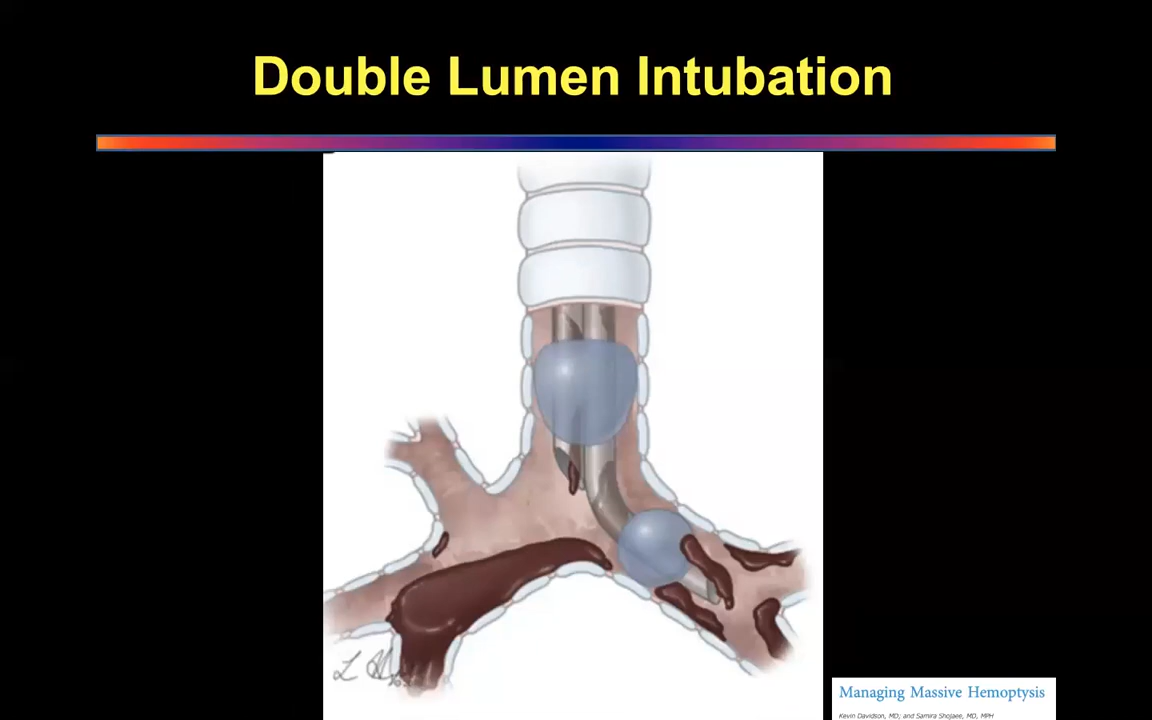 Double Lumen Intubation
Managing Massive Hemoptysis
Kevin Davidson, MD; and Samira Shojaee, MD, MPH